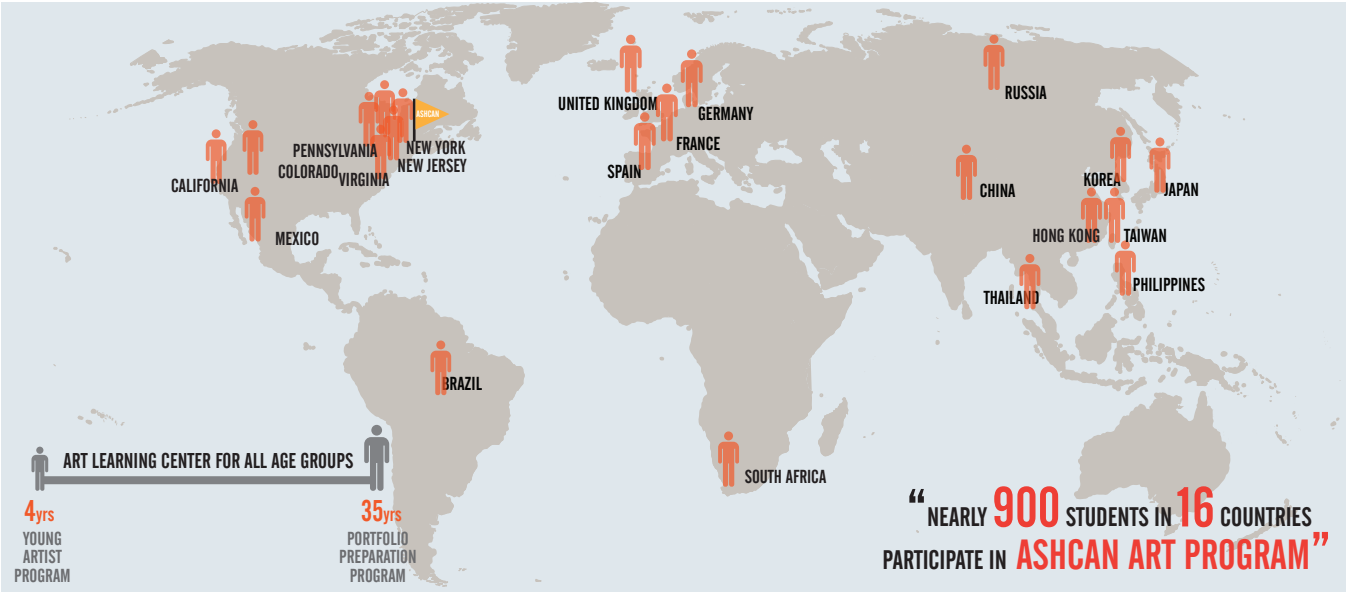 RUSSIA
UNITED KINGDOM
GERMANY
ASHCAN
FRANCE
PENNSYLVANIA
NEW YORK
NEW JERSEY
COLORADO
VIRGINIA
CALIFORNIA
SPAIN
CHINA
KOREA
JAPAN
MEXICO
HONG KONG
TAIWAN
PHILIPPINES
THAILAND
BRAZIL
SOUTH AFRICA
ART LEARNING CENTER FOR ALL AGE GROUPS
4yrs
YOUNG
ARTIST
PROGRAM
35yrs
PORTFOLIO
PREPARATION
PROGRAM
“NEARLY 900 STUDENTS IN 16 COUNTRIES
PARTICIPATE IN ASHCAN ART PROGRAM”